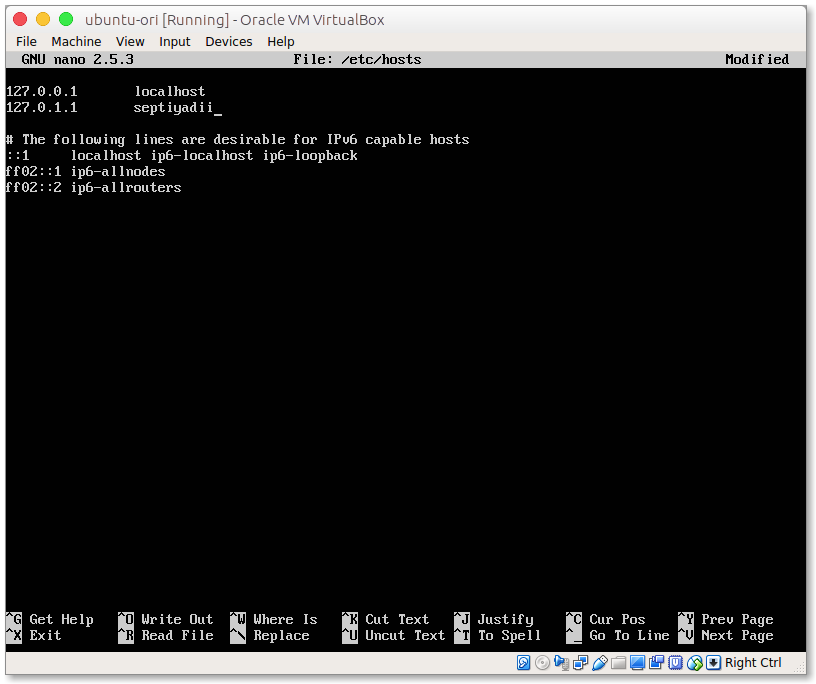 ubuntu-ori [Running] - Oracle VM VirtualBox
File Machine View Input Devices Help
GNU nano 2.5.3 File: /etc/hosts Modified
127.0.0.1 localhost
127.0.1.1 septiyadii_
# The following lines are desirable for IPv6 capable hosts
::1 localhost ip6-localhost ip6-loopback
ff02::1 ip6-allnodes
ff02::2 ip6-allrouters
^G Get Help ^O Write Out ^W Where Is ^K Cut Text ^J Justify ^C Cur Pos ^Y Prev Page
^X Exit ^R Read File ^\ Replace ^U Uncut Text ^T To Spell ^_ Go To Line ^V Next Page
Right Ctrl